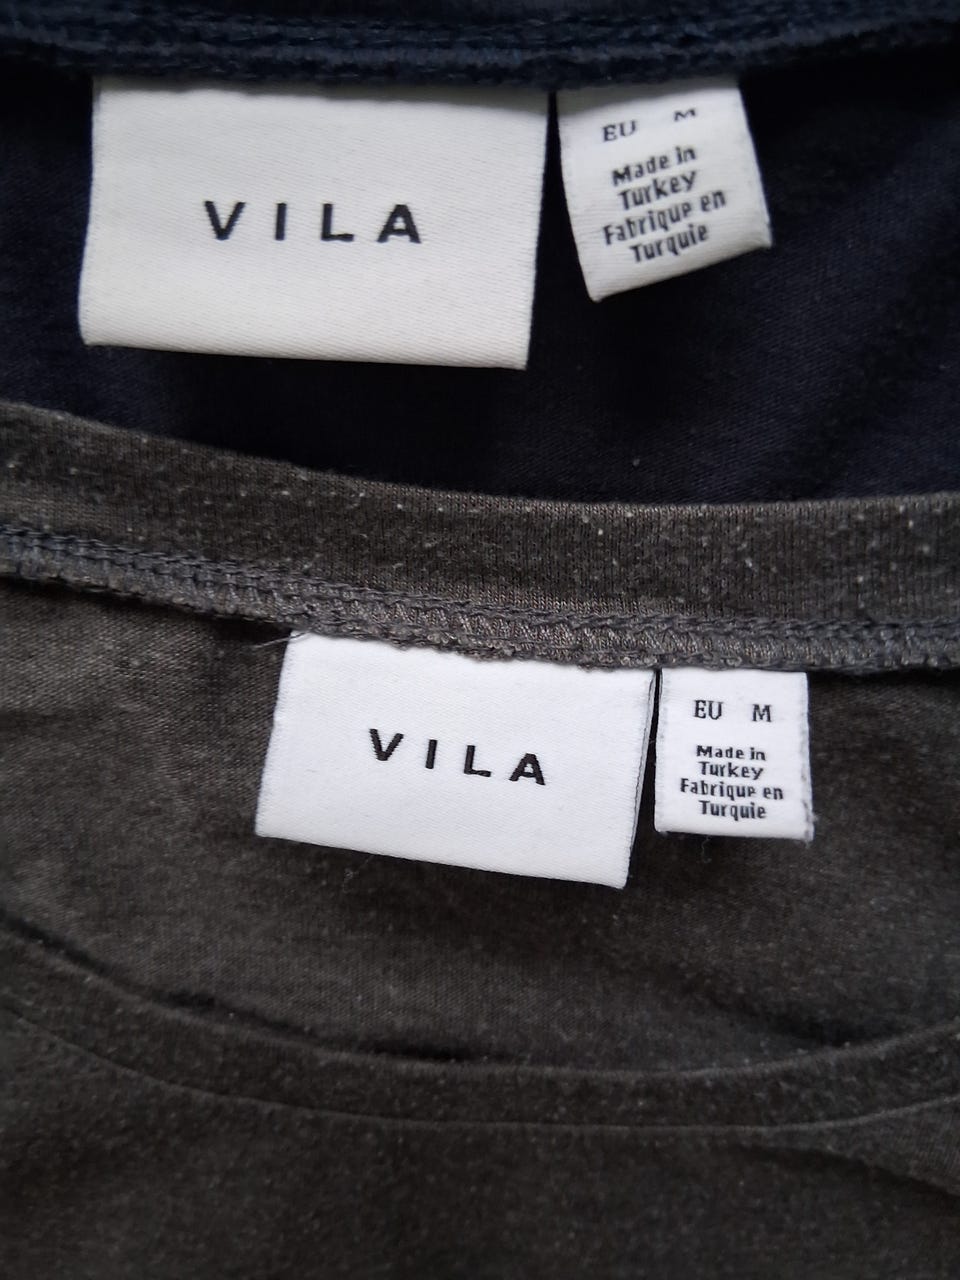 VILA
EU M
Made in
Turkey
Fabrique en
Turquie
VILA
EU M
Made in
Turkey
Fabrique en
Turquie